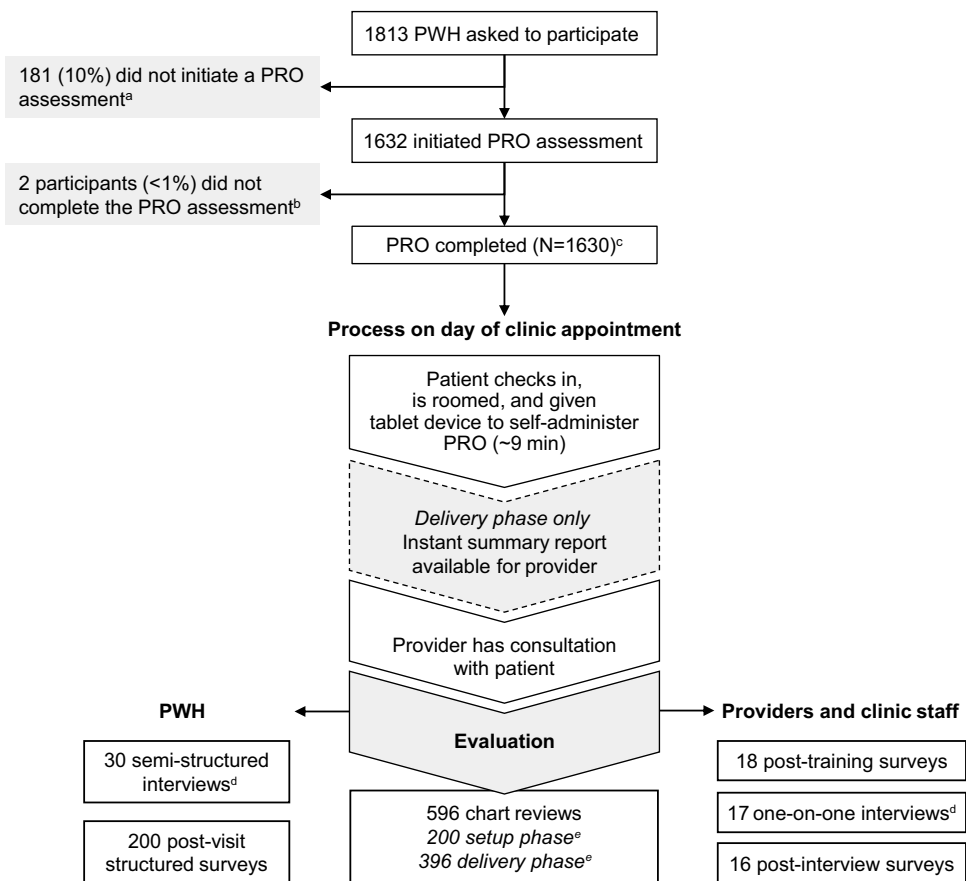 1813 PWH asked to participate
181 (10%) did not initiate a PRO
assessmentᵃ
1632 initiated PRO assessment
2 participants (<1%) did not
complete the PRO assessmentᵇ
PRO completed (N=1630)ᶜ
Process on day of clinic appointment
Patient checks in,
is roomed, and given
tablet device to self-administer
PRO (~9 min)
Delivery phase only
Instant summary report
available for provider
Provider has consultation
with patient
Evaluation
PWH
30 semi-structured
interviewsᵈ
200 post-visit
structured surveys
596 chart reviews
200 setup phaseᵉ
396 delivery phaseᵉ
Providers and clinic staff
18 post-training surveys
17 one-on-one interviewsᵈ
16 post-interview surveys